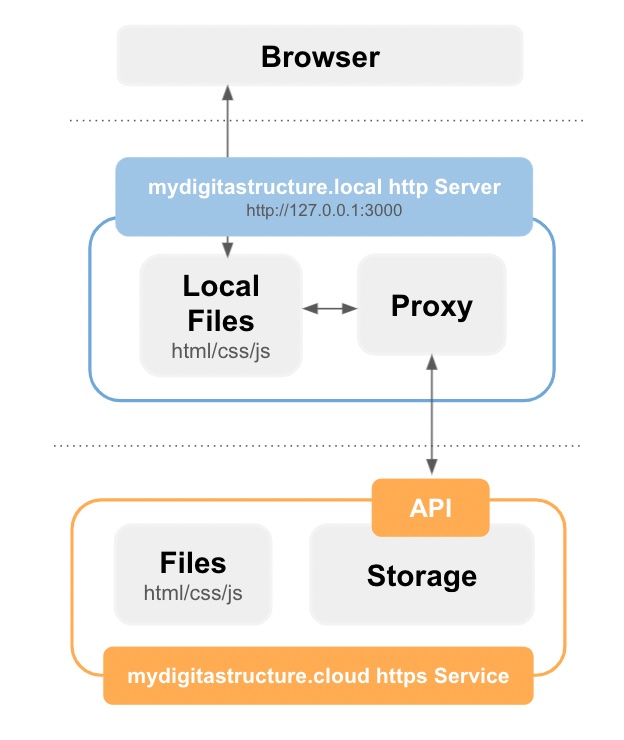 Browser
mydigitastructure.local http Server
http://127.0.0.1:3000
Local
Files
html/css/js
Proxy
API
Files
html/css/js
Storage
mydigitastructure.cloud https Service